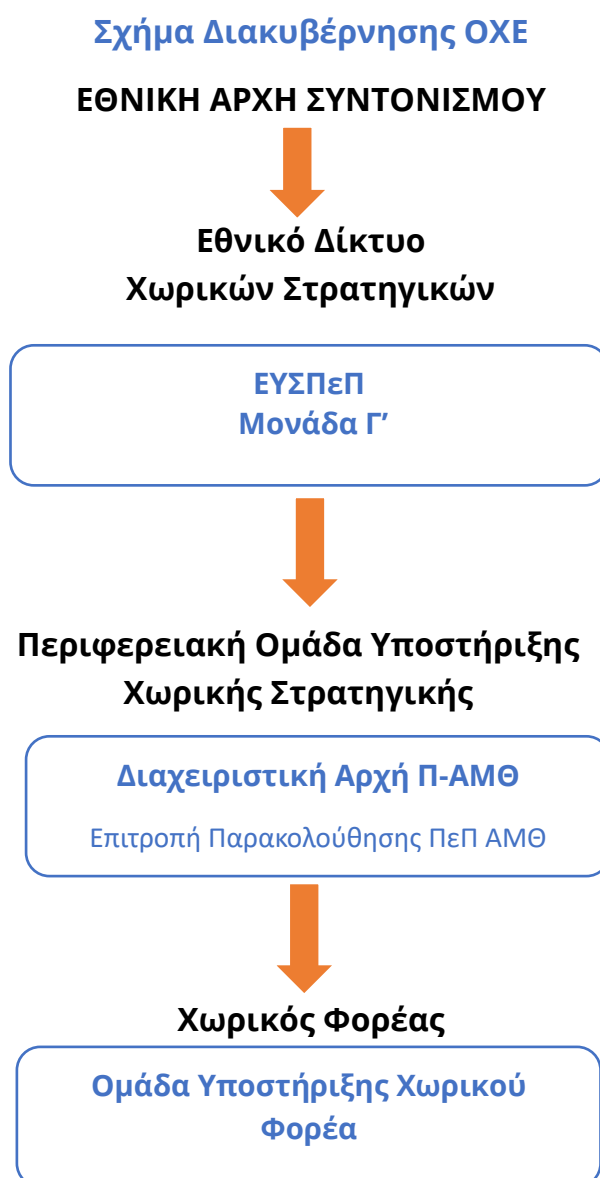 Σχήμα Διακυβέρνησης ΟΧΕ
ΕΘΝΙΚΗ ΑΡΧΗ ΣΥΝΤΟΝΙΣΜΟΥ
Εθνικό Δίκτυο
Χωρικών Στρατηγικών
ΕΥΣΠεΠ
Μονάδα Γ’
Περιφερειακή Ομάδα Υποστήριξης
Χωρικής Στρατηγικής
Διαχειριστική Αρχή Π-ΑΜΘ
Επιτροπή Παρακολούθησης ΠεΠ ΑΜΘ
Χωρικός Φορέας
Ομάδα Υποστήριξης Χωρικού
Φορέα